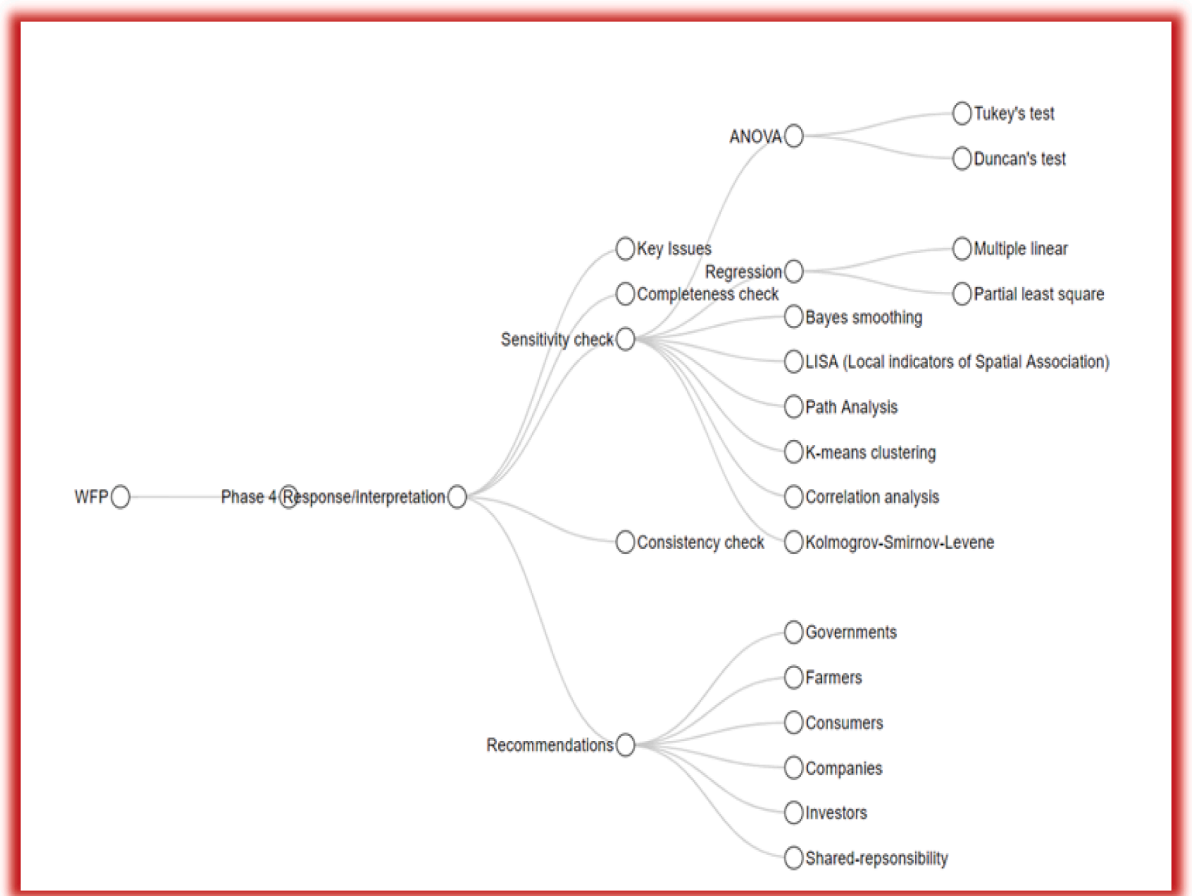 Tukey's test
ANOVA
Duncan's test
Key Issues
Multiple linear
Regression
Completeness check
Partial least square
Bayes smoothing
Sensitivity check
LISA (Local indicators of Spatial Association)
Path Analysis
K-means clustering
WFP
Phase 4 Response/Interpretation
Correlation analysis
Consistency check
Kolmogrov-Smirnov-Levene
Governments
Farmers
Consumers
Recommendations
Companies
Investors
Shared-repsonsibility